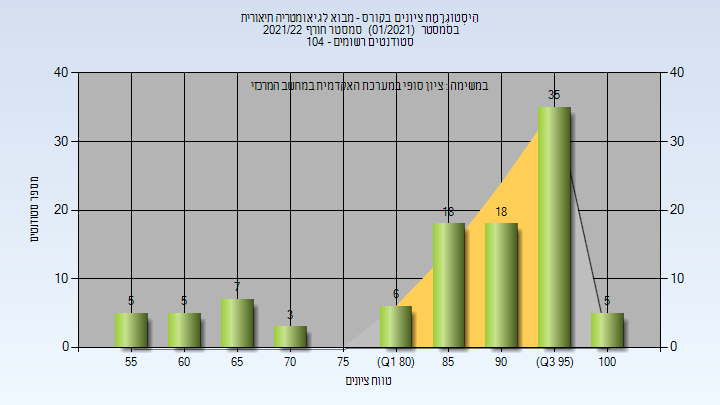 היסטוגרמת ציונים בקורס - מבוא לגיאומטריה תיאורית
בסמסטר (01/2021) סמסטר חורף 2021/22
סטודנטים רשומים - 104
במשימה : ציון סופי במערכת האקדמית במחשב המרכזי
40 40
30 30
20 20
10 10
0 0
5 5 7 3 6 18 18 35 5
מספר סטודנטים
55 60 65 70 75 (Q1 80) 85 90 (Q3 95) 100
טווח ציונים